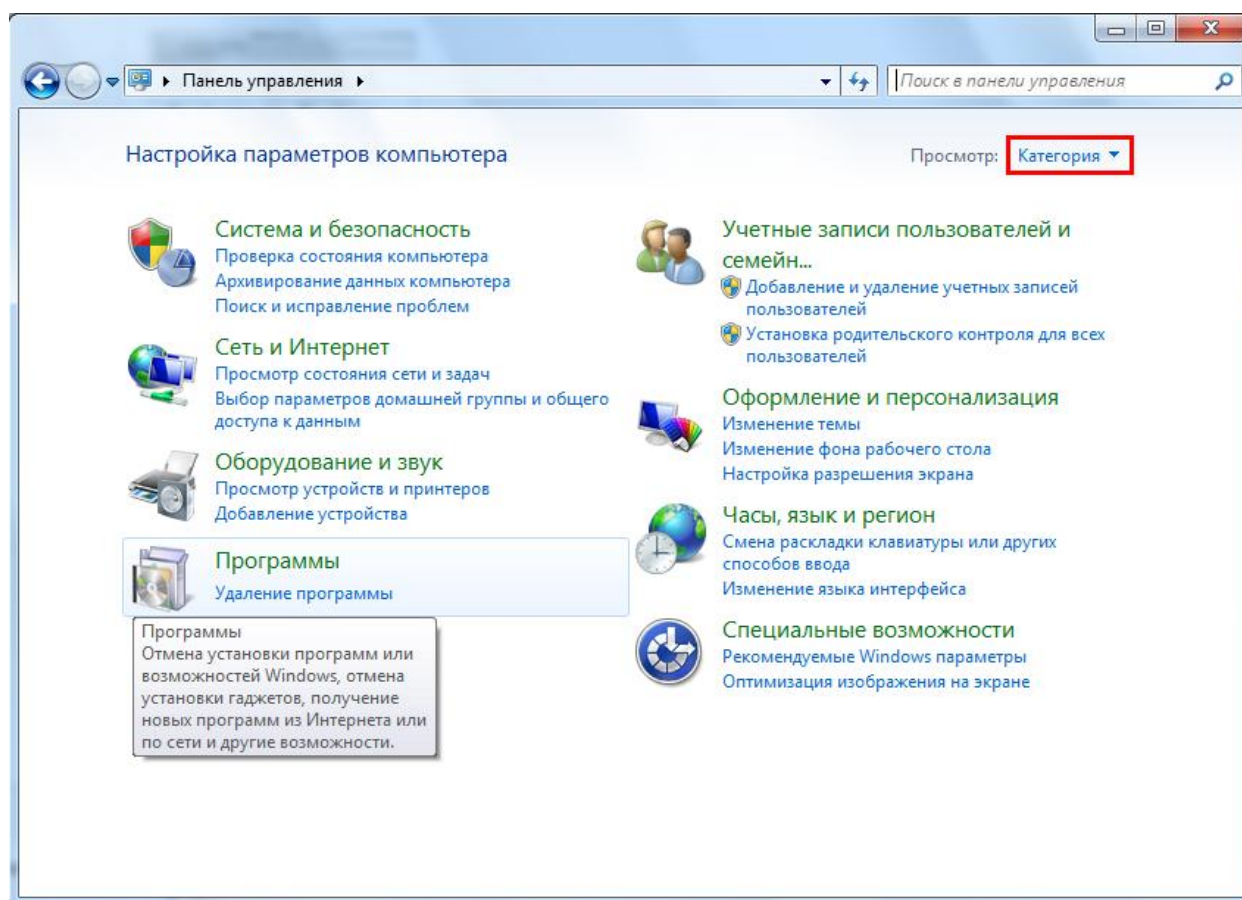 Панель управления
Поиск в панели управления
Настройка параметров компьютера
Просмотр: Категория
Система и безопасность
Проверка состояния компьютера
Архивирование данных компьютера
Поиск и исправление проблем
Сеть и Интернет
Просмотр состояния сети и задач
Выбор параметров домашней группы и общего
доступа к данным
Оборудование и звук
Просмотр устройств и принтеров
Добавление устройства
Программы
Удаление программы
Программы
Отмена установки программ или
возможностей Windows, отмена
установки гаджетов, получение
новых программ из Интернета или
по сети и другие возможности.
Учетные записи пользователей и
семейн...
Добавление и удаление учетных записей
пользователей
Установка родительского контроля для всех
пользователей
Оформление и персонализация
Изменение темы
Изменение фона рабочего стола
Настройка разрешения экрана
Часы, язык и регион
Смена раскладки клавиатуры или других
способов ввода
Изменение языка интерфейса
Специальные возможности
Рекомендуемые Windows параметры
Оптимизация изображения на экране